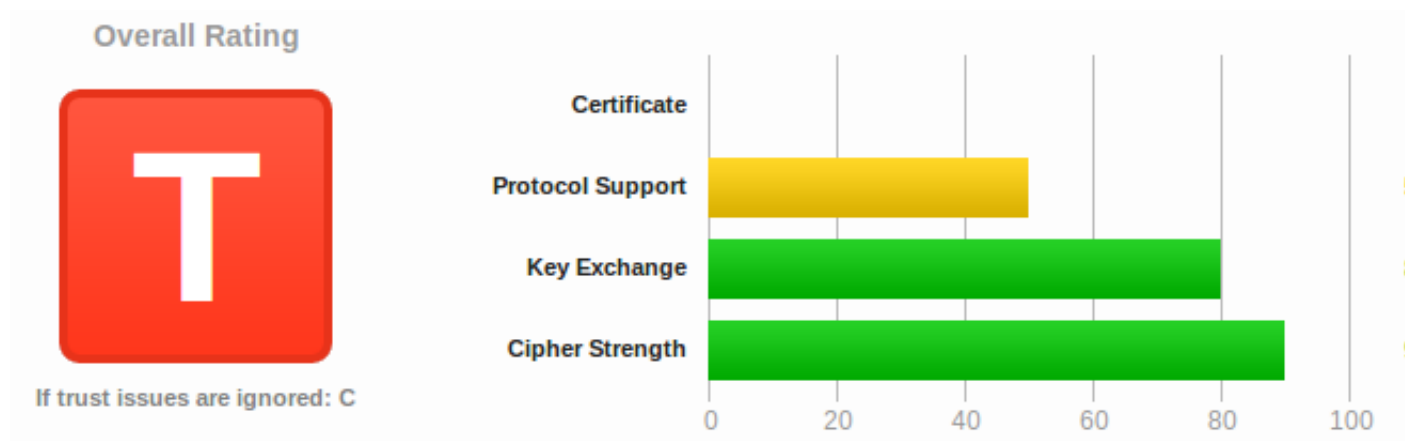 Overall Rating
T
If trust issues are ignored: C
Certificate
Protocol Support
Key Exchange
Cipher Strength
0 20 40 60 80 100